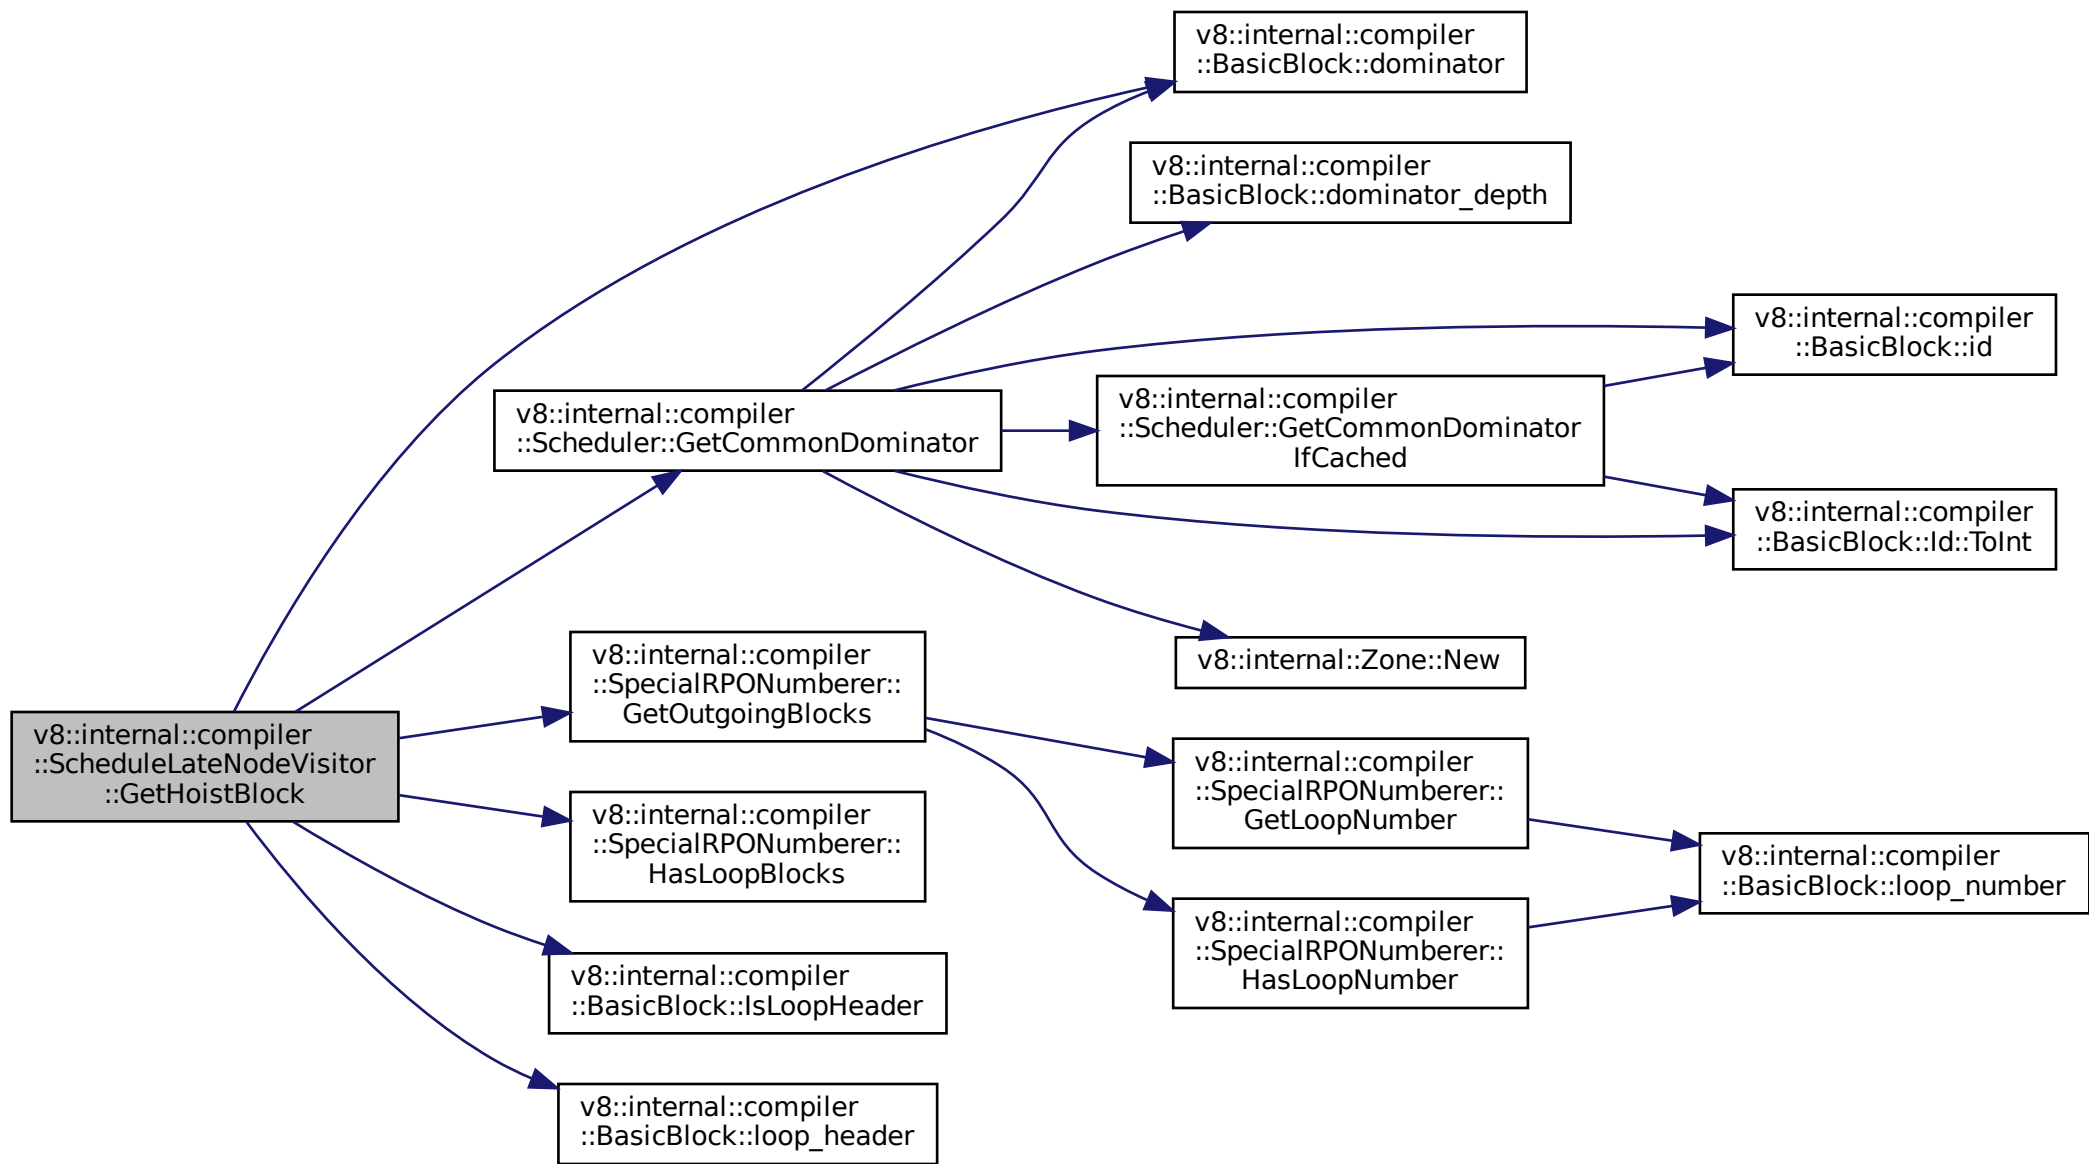 v8::internal::compiler
::BasicBlock::dominator
v8::internal::compiler
::BasicBlock::dominator_depth
v8::internal::compiler
::BasicBlock::id
v8::internal::compiler
::Scheduler::GetCommonDominator
v8::internal::compiler
::Scheduler::GetCommonDominator
IfCached
v8::internal::compiler
::BasicBlock::Id::ToInt
v8::internal::Zone::New
v8::internal::compiler
::SpecialRPONumberer::
GetOutgoingBlocks
v8::internal::compiler
::ScheduleLateNodeVisitor
::GetHoistBlock
v8::internal::compiler
::SpecialRPONumberer::
GetLoopNumber
v8::internal::compiler
::SpecialRPONumberer::
HasLoopBlocks
v8::internal::compiler
::BasicBlock::loop_number
v8::internal::compiler
::SpecialRPONumberer::
HasLoopNumber
v8::internal::compiler
::BasicBlock::IsLoopHeader
v8::internal::compiler
::BasicBlock::loop_header